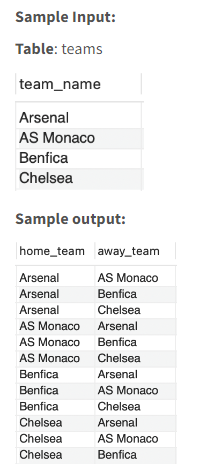 Sample Input:
Table: teams
team_name
Arsenal
AS Monaco
Benfica
Chelsea
Sample output:
home_team away_team
Arsenal AS Monaco
Arsenal Benfica
Arsenal Chelsea
AS Monaco Arsenal
AS Monaco Benfica
AS Monaco Chelsea
Benfica Arsenal
Benfica AS Monaco
Benfica Chelsea
Chelsea Arsenal
Chelsea AS Monaco
Chelsea Benfica